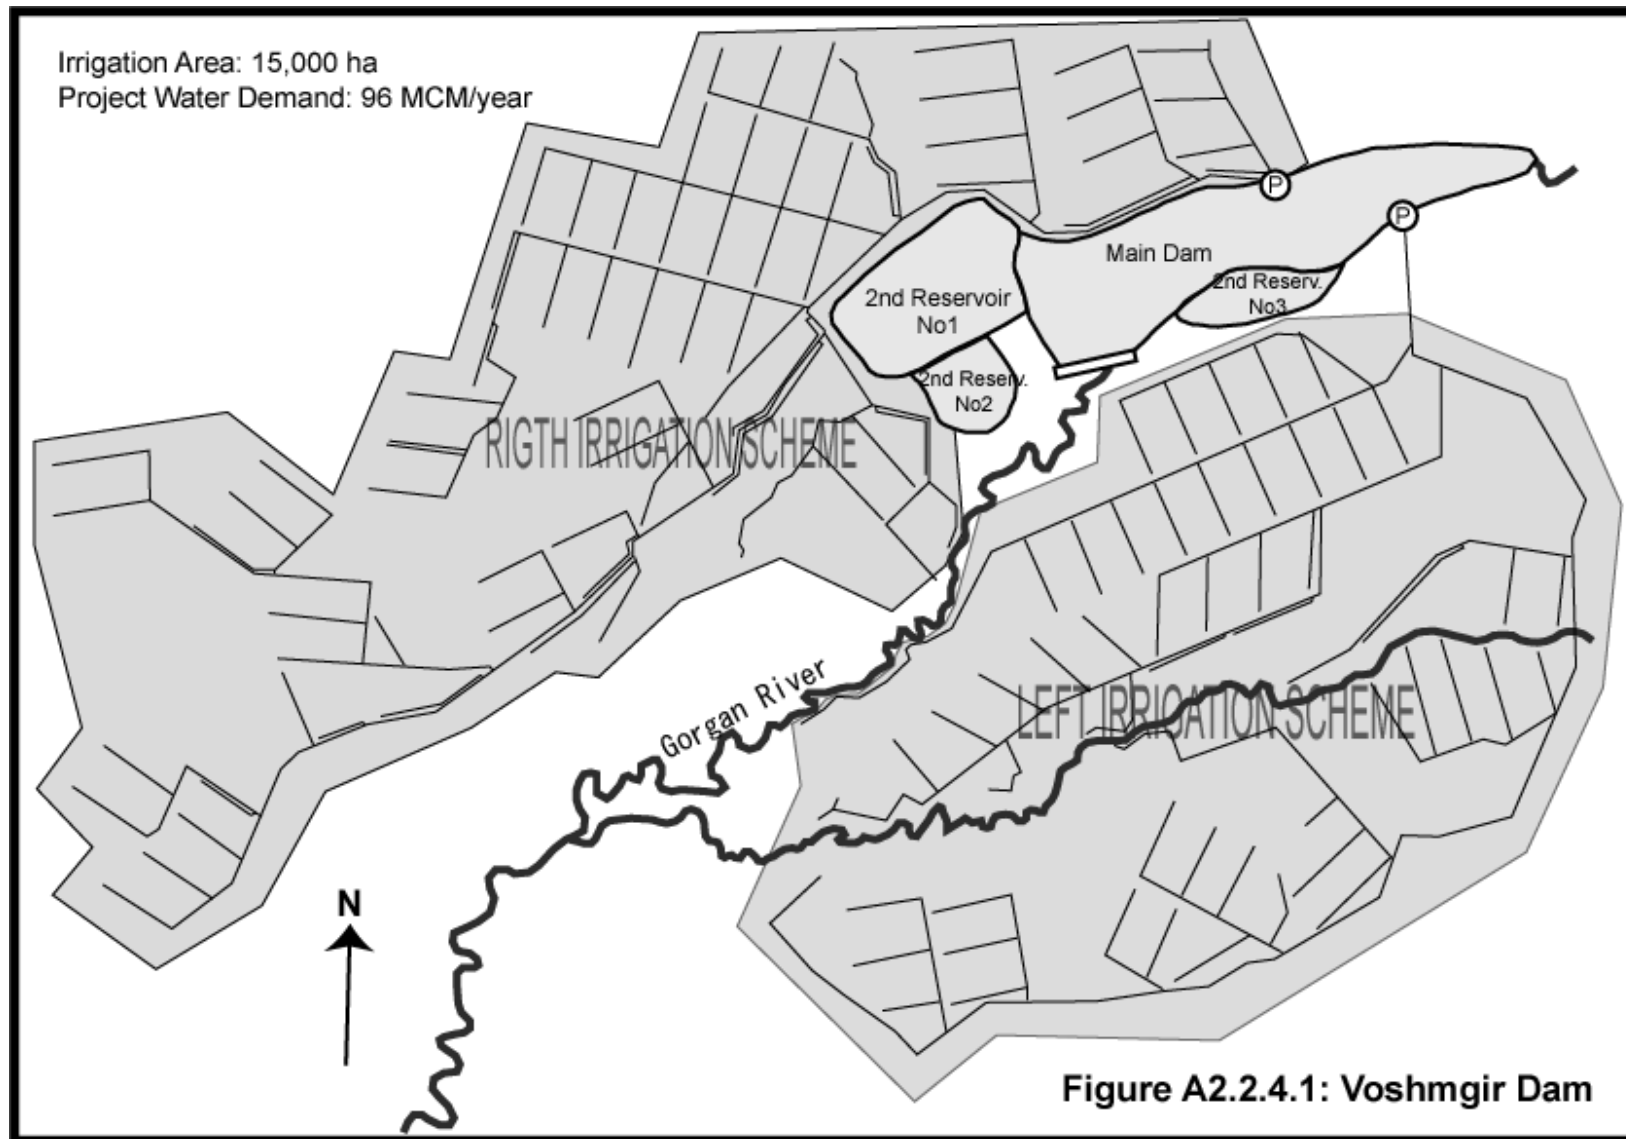 Irrigation Area: 15,000 ha
Project Water Demand: 96 MCM/year
P
P
Main Dam
2nd Reserv.
No3
2nd Reservoir
No1
2nd Reserv.
No2
RIGTH IRRIGATION SCHEME
Gorgan River
LEFT IRRIGATION SCHEME
N
Figure A2.2.4.1: Voshmgir Dam